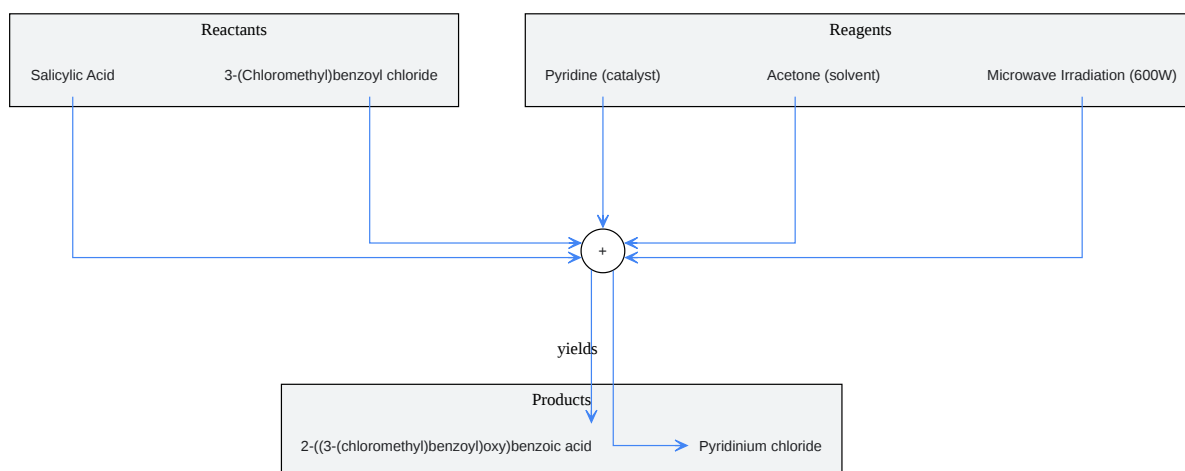 Reactants
Salicylic Acid
3-(Chloromethyl)benzoyl chloride
Reagents
Pyridine (catalyst)
Acetone (solvent)
Microwave Irradiation (600W)
+
yields
Products
2-((3-(chloromethyl)benzoyl)oxy)benzoic acid
Pyridinium chloride